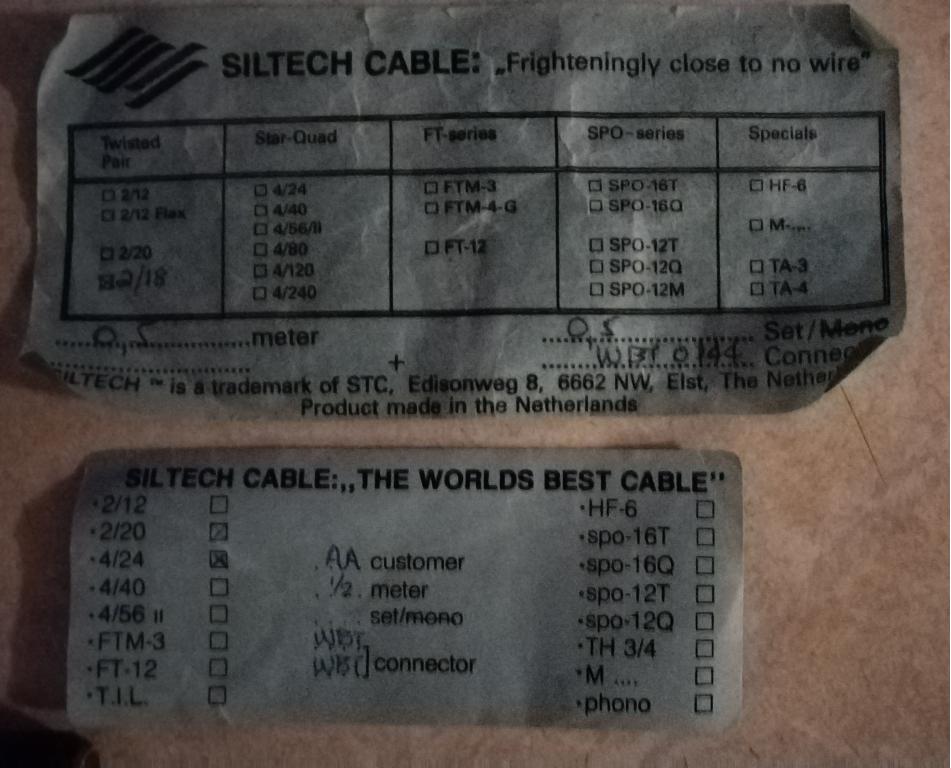 SILTECH CABLE: „Frighteningly close to no wire"
Twisted Pair
Star-Quad
FT-series
SPO-series
Specials
2/12
2/12 Flex
2/20
2/18
4/24
4/40
4/56/II
4/80
4/120
4/240
FTM-3
FTM-4-G
FT-12
SPO-16T
SPO-16Q
SPO-12T
SPO-12Q
SPO-12M
HF-6
M-....
TA-3
TA-4
0,5 meter
0,5 Set/Mono
+
WBT 0144 Connec
SILTECH ™ is a trademark of STC, Edisonweg 8, 6662 NW, Elst, The Nether
Product made in the Netherlands
SILTECH CABLE:„THE WORLDS BEST CABLE"
·2/12
·2/20
·4/24
·4/40
·4/56 II
·FTM-3
·FT-12
·T.I.L.
AA customer
1/2 meter
set/mono
WBT
connector
·HF-6
·spo-16T
·spo-16Q
·spo-12T
·spo-12Q
·TH 3/4
·M ....
·phono